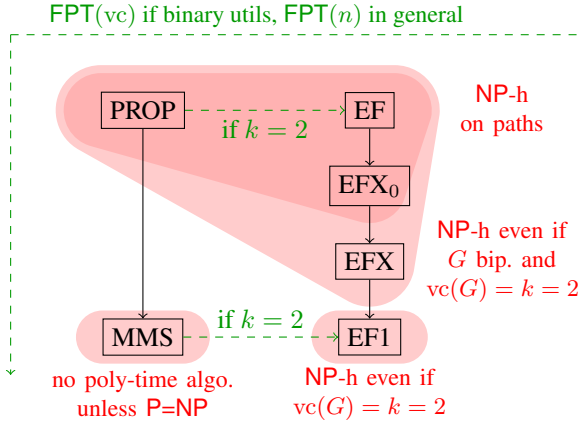 FPT(vc) if binary utils, FPT(n) in general
PROP
if k = 2
EF
NP-h
on paths
EFX₀
EFX
NP-h even if
G bip. and
vc(G) = k = 2
MMS
if k = 2
EF1
no poly-time algo.
unless P=NP
NP-h even if
vc(G) = k = 2